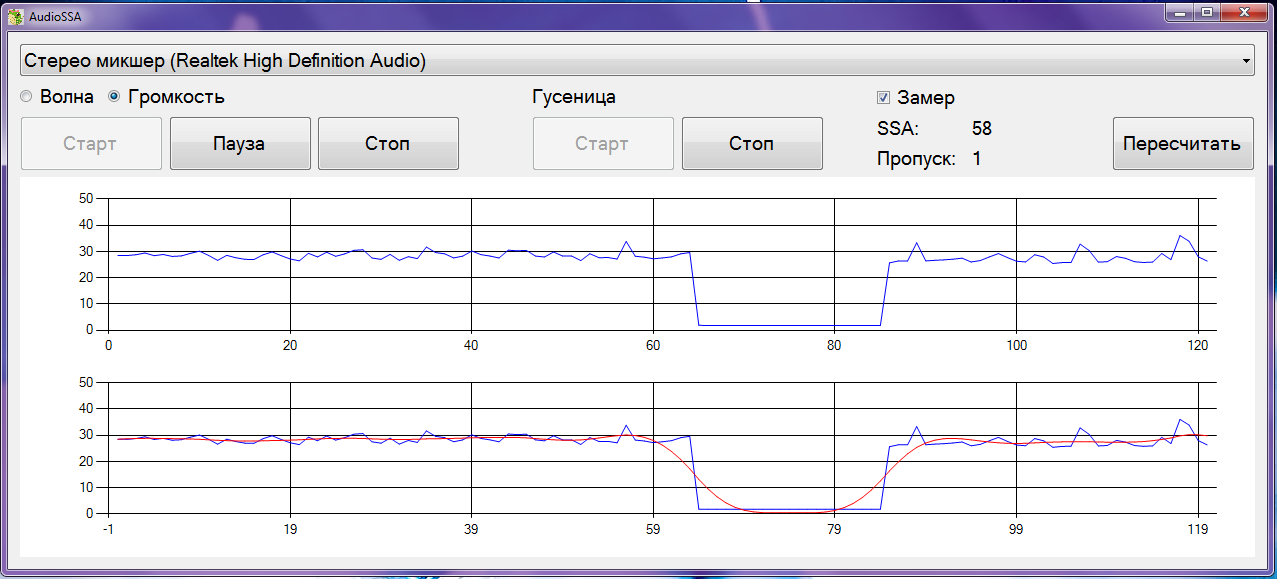 AudioSSA
Стерео микшер (Realtek High Definition Audio)
Волна Громкость Гусеница Замер
SSA: 58
Старт Пауза Стоп Старт Стоп Пересчитать
Пропуск: 1
50
40
30
20
10
0
0 20 40 60 80 100 120
50
40
30
20
10
0
-1 19 39 59 79 99 119